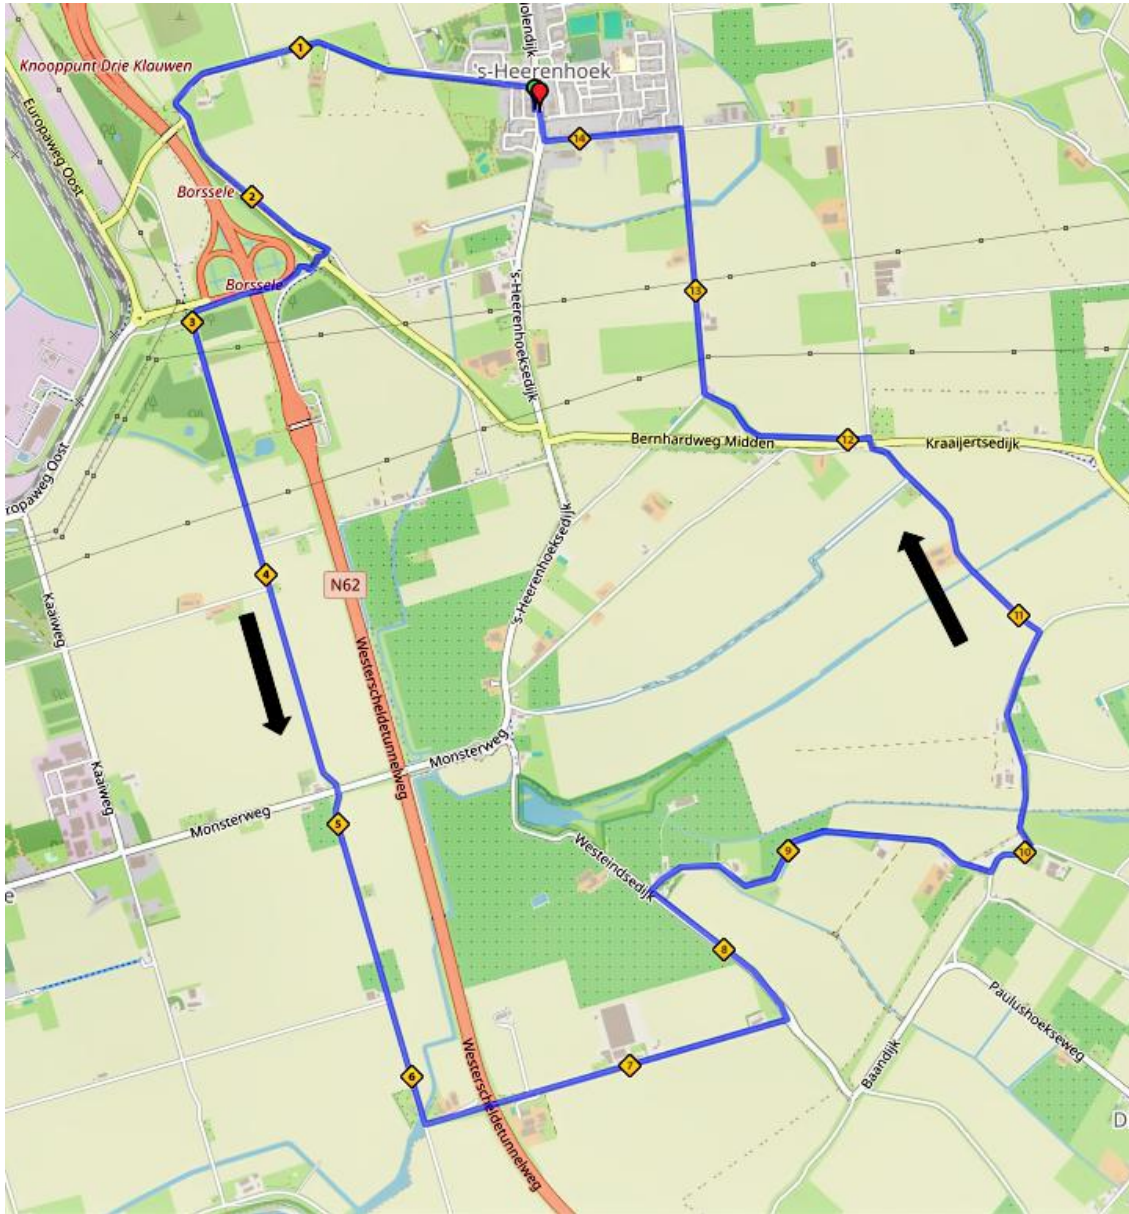 olendijk
Knooppunt Drie Klauwen
1
's-Heerenhoek
Europaweg Oost
14
Borssele
2
's-Heerenhoeksedijk
Borssele
13
3
Bernhardweg Midden
12
Kraaijertsedijk
ropaweg Oost
's-Heerenhoeksedijk
4
N62
Kaaiweg
11
Westerscheldetunnelweg
Monsterweg
Kaaiweg
Monsterweg
5
Westeindsedijk
9
10
e
8
Paulushoekseweg
Baandijk
6
7
Westerscheldetunnelweg
D